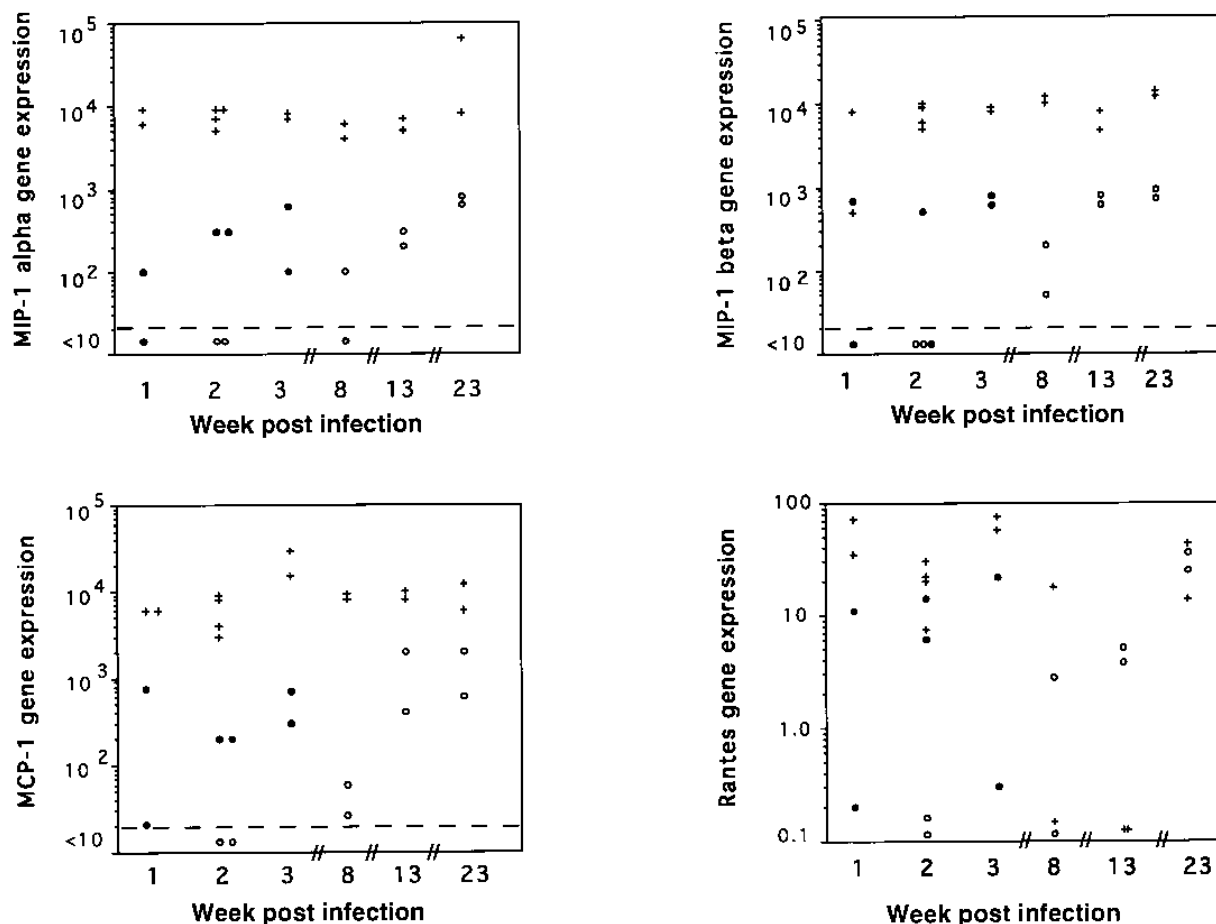 MIP-1 alpha gene expression
10^5
10^4
10^3
10^2
<10
1 2 3 8 13 23
Week post infection
MIP-1 beta gene expression
10^5
10^4
10^3
10^2
<10
1 2 3 8 13 23
Week post infection
MCP-1 gene expression
10^5
10^4
10^3
10^2
<10
1 2 3 8 13 23
Week post infection
Rantes gene expression
100
10
1.0
0.1
1 2 3 8 13 23
Week post infection